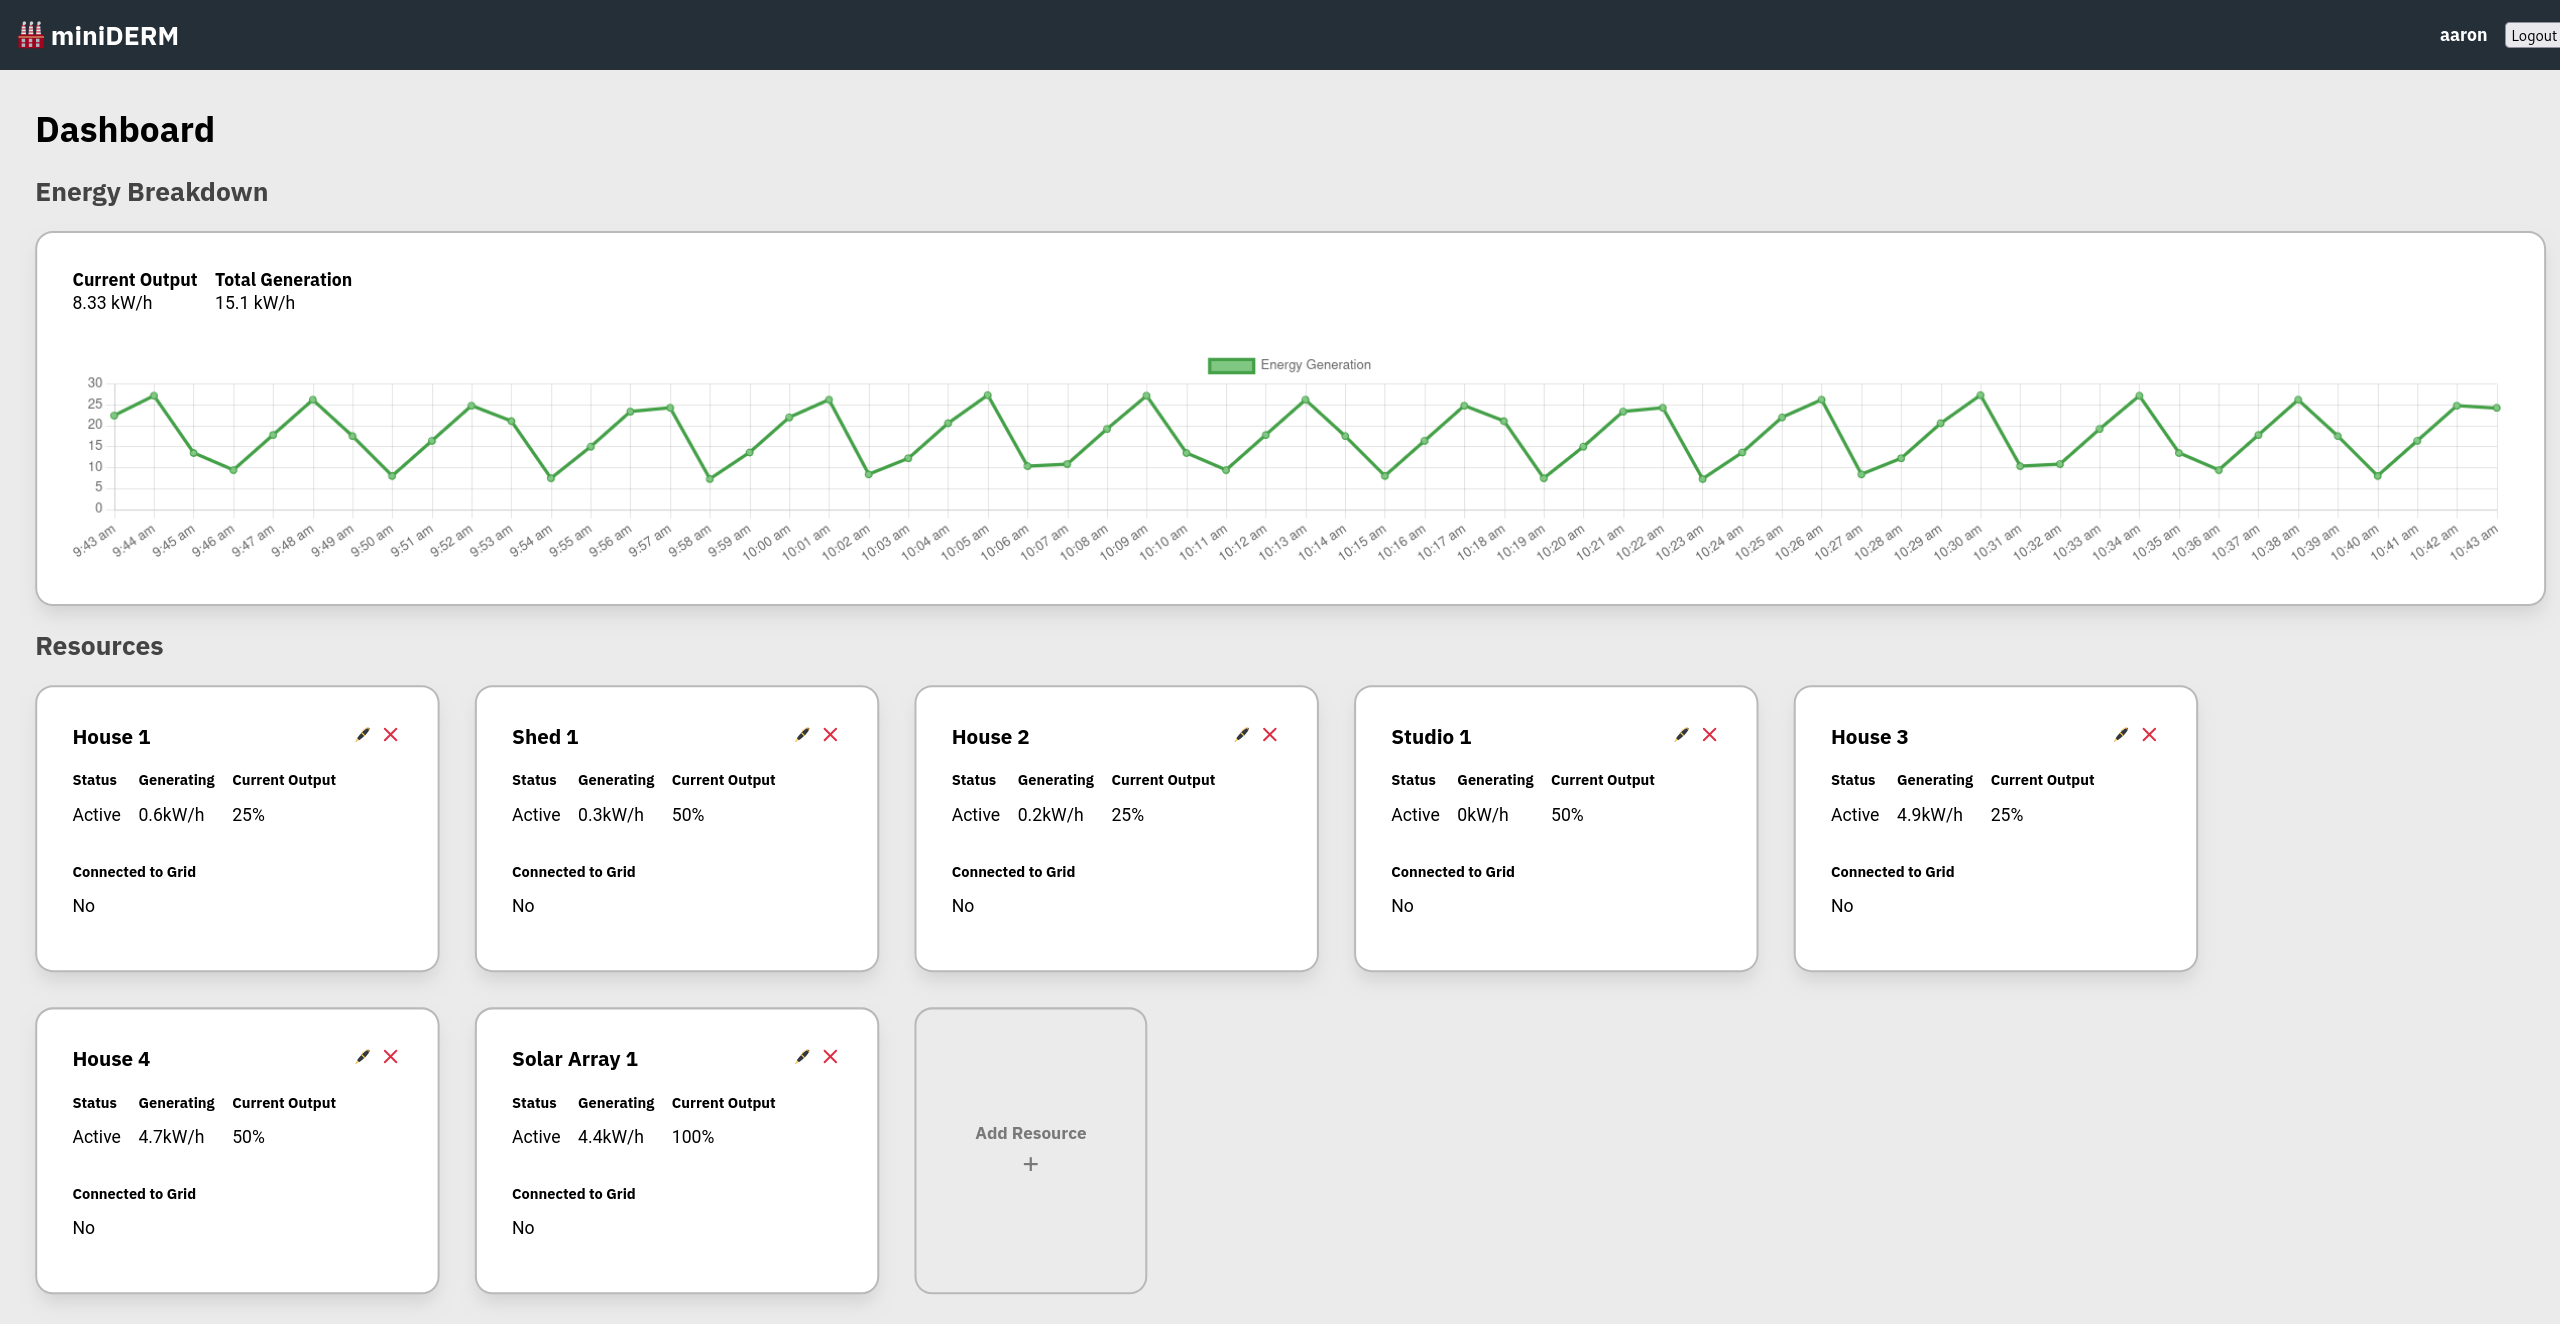 miniDERM
aaron Logout
Dashboard
Energy Breakdown
Current Output Total Generation
8.33 kW/h 15.1 kW/h
Energy Generation
30
25
20
15
10
5
0
9:43 am 9:44 am 9:45 am 9:46 am 9:47 am 9:48 am 9:49 am 9:50 am 9:51 am 9:52 am 9:53 am 9:54 am 9:55 am 9:56 am 9:57 am 9:58 am 9:59 am 10:00 am 10:01 am 10:02 am 10:03 am 10:04 am 10:05 am 10:06 am 10:07 am 10:08 am 10:09 am 10:10 am 10:11 am 10:12 am 10:13 am 10:14 am 10:15 am 10:16 am 10:17 am 10:18 am 10:19 am 10:20 am 10:21 am 10:22 am 10:23 am 10:24 am 10:25 am 10:26 am 10:27 am 10:28 am 10:29 am 10:30 am 10:31 am 10:32 am 10:33 am 10:34 am 10:35 am 10:36 am 10:37 am 10:38 am 10:39 am 10:40 am 10:41 am 10:42 am 10:43 am
Resources
House 1
Status Generating Current Output
Active 0.6kW/h 25%
Connected to Grid
No
Shed 1
Status Generating Current Output
Active 0.3kW/h 50%
Connected to Grid
No
House 2
Status Generating Current Output
Active 0.2kW/h 25%
Connected to Grid
No
Studio 1
Status Generating Current Output
Active 0kW/h 50%
Connected to Grid
No
House 3
Status Generating Current Output
Active 4.9kW/h 25%
Connected to Grid
No
House 4
Status Generating Current Output
Active 4.7kW/h 50%
Connected to Grid
No
Solar Array 1
Status Generating Current Output
Active 4.4kW/h 100%
Connected to Grid
No
Add Resource
+